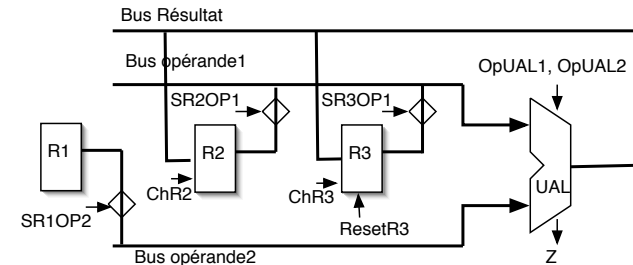 Bus Résultat
Bus opérande1
OpUAL1, OpUAL2
SR2OP1
SR3OP1
R1
R2
R3
ChR2
ChR3
UAL
SR1OP2
ResetR3
Bus opérande2
Z